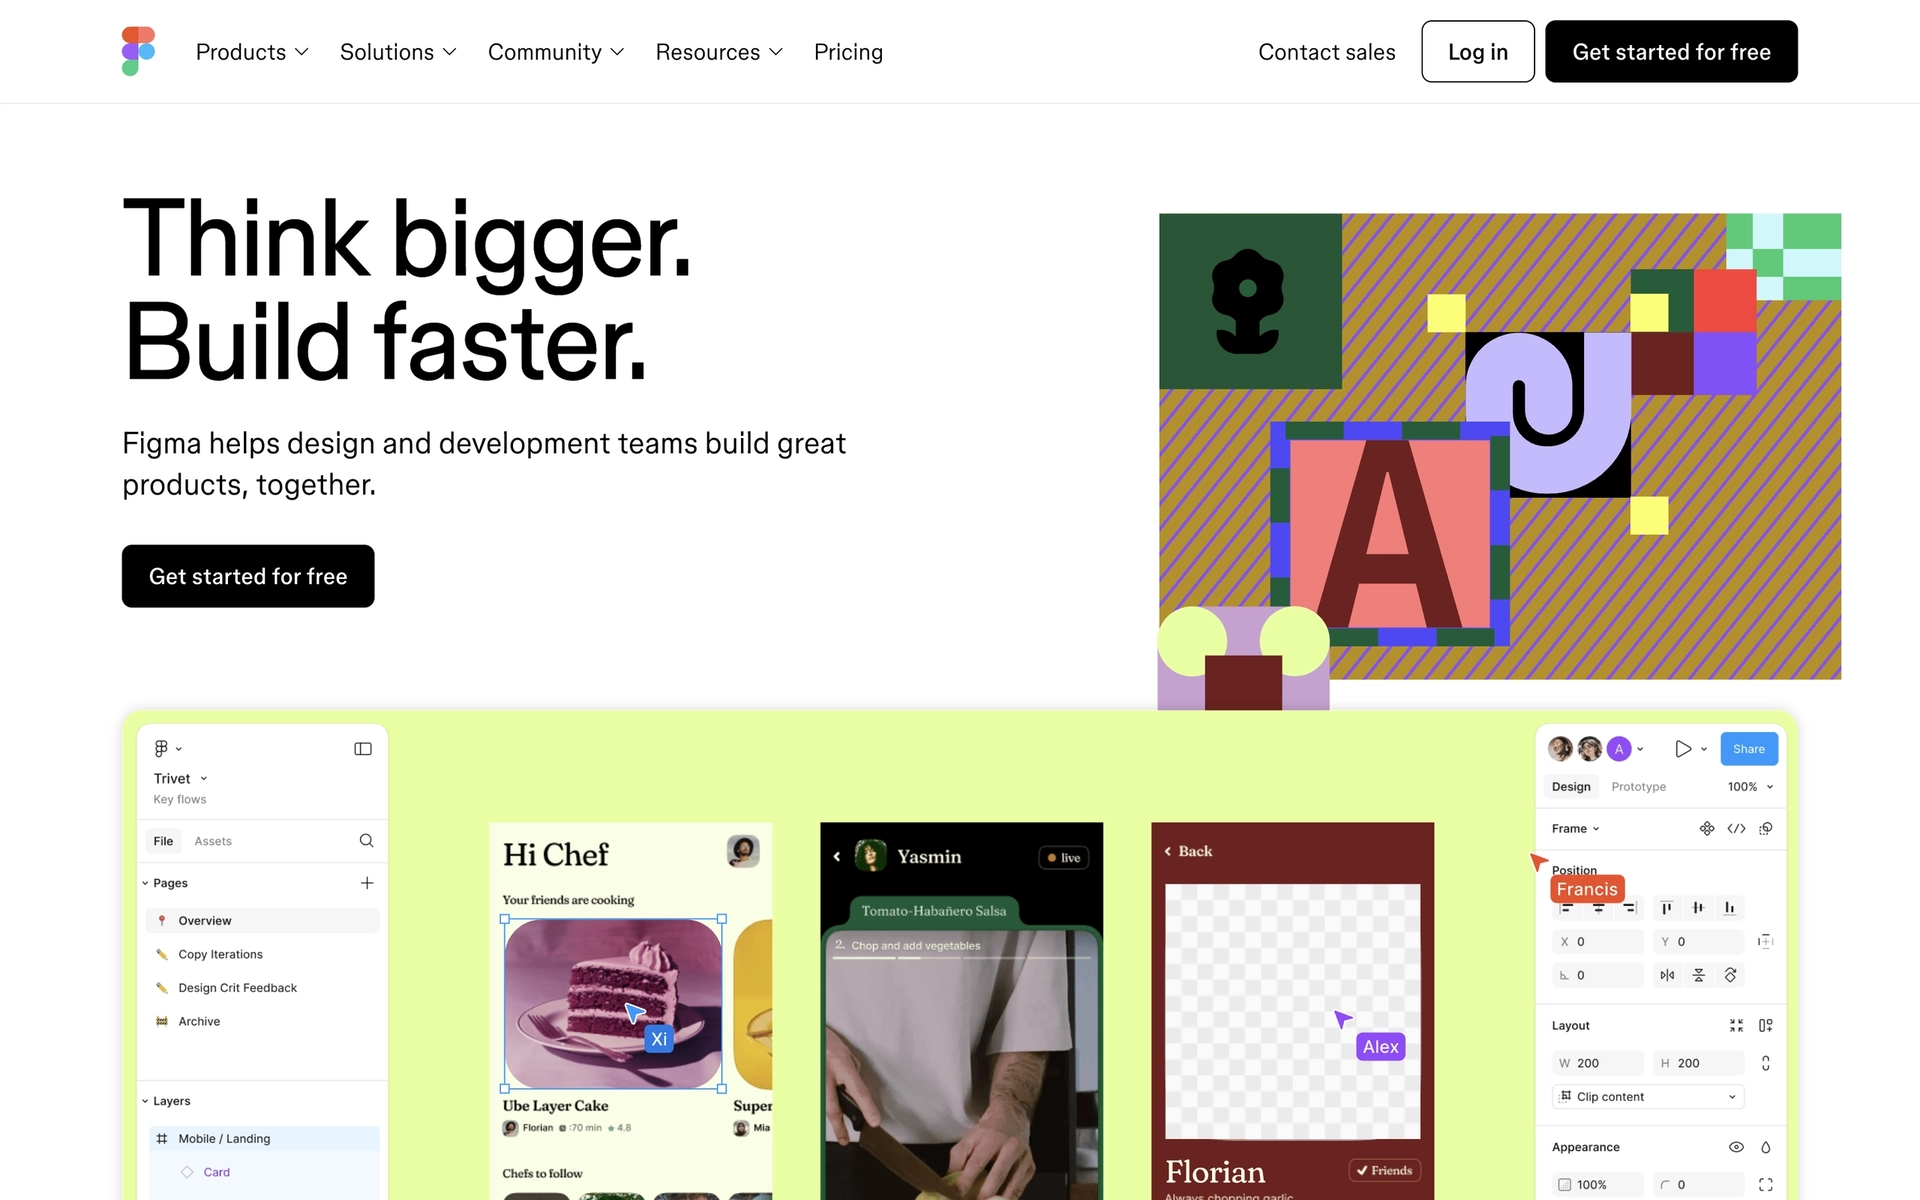 Products
Solutions
Community
Resources
Pricing
Contact sales
Log in
Get started for free
Think bigger.
Build faster.
Figma helps design and development teams build great
products, together.
Get started for free
A
Trivet
Key flows
File
Assets
Pages
Overview
Copy Iterations
Design Crit Feedback
Archive
Layers
Mobile / Landing
Card
Hi Chef
Your friends are cooking
Xi
Ube Layer Cake
Florian
:70 min
4.8
Super
Mia
Chefs to follow
Yasmin
live
Tomato-Habañero Salsa
2. Chop and add vegetables
Back
Alex
Florian
Friends
Always chopping garlic
A
Share
Design
Prototype
100%
Frame
Position
Francis
X 0
Y 0
0
Layout
W 200
H 200
Clip content
Appearance
100%
0